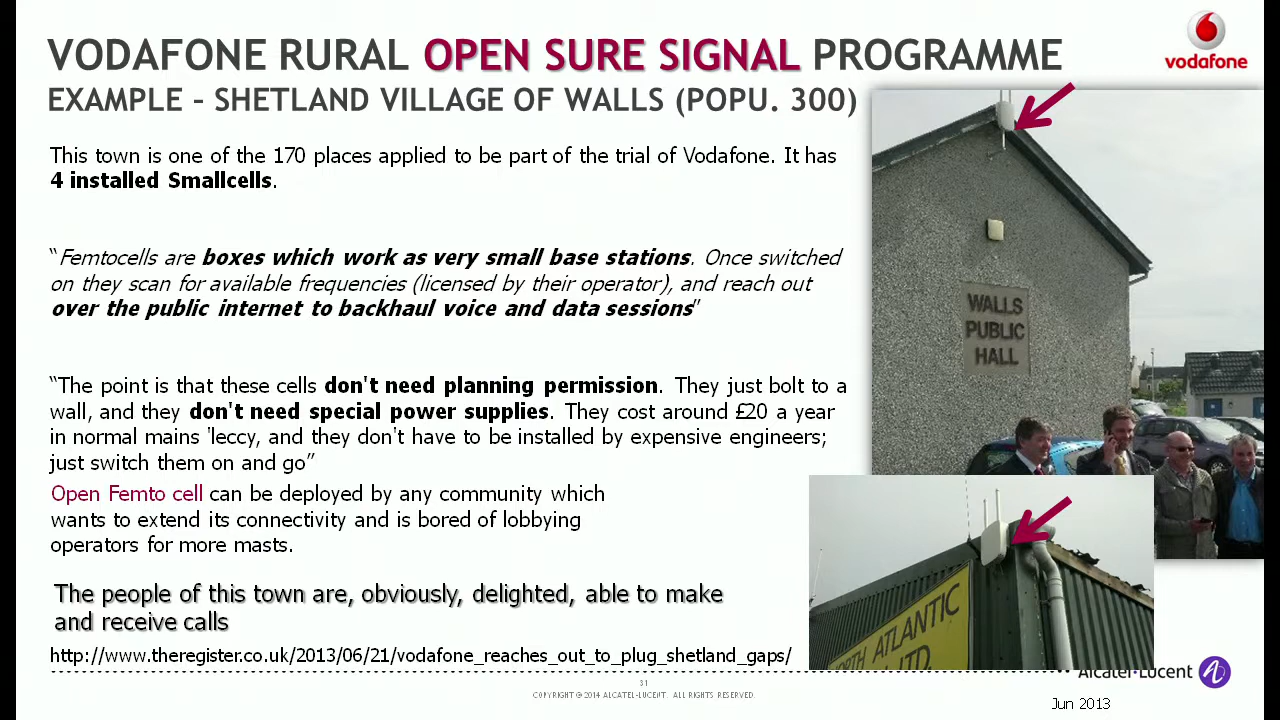 VODAFONE RURAL OPEN SURE SIGNAL PROGRAMME
EXAMPLE – SHETLAND VILLAGE OF WALLS (POPU. 300)
vodafone
This town is one of the 170 places applied to be part of the trial of Vodafone. It has
4 installed Smallcells.
“Femtocells are boxes which work as very small base stations. Once switched
on they scan for available frequencies (licensed by their operator), and reach out
over the public internet to backhaul voice and data sessions”
WALLS
PUBLIC
HALL
“The point is that these cells don't need planning permission. They just bolt to a
wall, and they don't need special power supplies. They cost around £20 a year
in normal mains 'leccy, and they don't have to be installed by expensive engineers;
just switch them on and go”
Open Femto cell can be deployed by any community which
wants to extend its connectivity and is bored of lobbying
operators for more masts.
The people of this town are, obviously, delighted, able to make
and receive calls
ATLANTIC
LTD.
http://www.theregister.co.uk/2013/06/21/vodafone_reaches_out_to_plug_shetland_gaps/
Alcatel·Lucent
31
COPYRIGHT © 2014 ALCATEL-LUCENT. ALL RIGHTS RESERVED.
Jun 2013